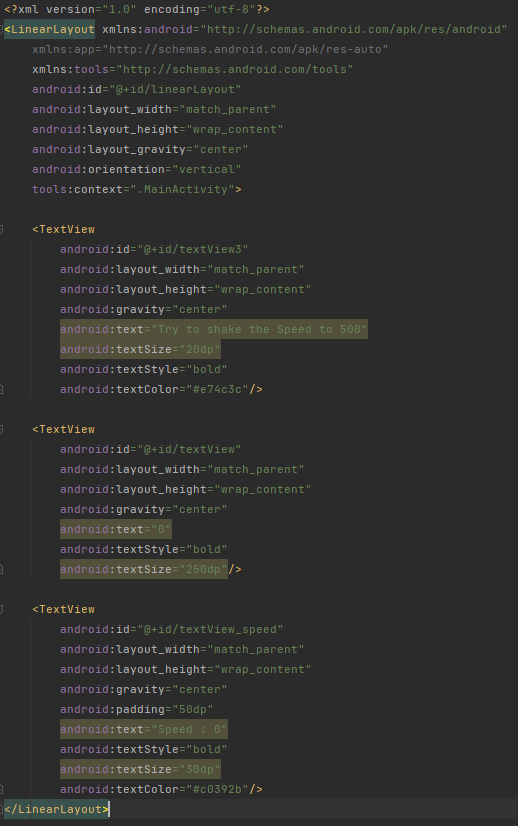 <?xml version="1.0" encoding="utf-8"?>
<LinearLayout xmlns:android="http://schemas.android.com/apk/res/android"
    xmlns:app="http://schemas.android.com/apk/res-auto"
    xmlns:tools="http://schemas.android.com/tools"
    android:id="@+id/linearLayout"
    android:layout_width="match_parent"
    android:layout_height="wrap_content"
    android:layout_gravity="center"
    android:orientation="vertical"
    tools:context=".MainActivity">

    <TextView
        android:id="@+id/textView3"
        android:layout_width="match_parent"
        android:layout_height="wrap_content"
        android:gravity="center"
        android:text="Try to shake the Speed to 500"
        android:textSize="20dp"
        android:textStyle="bold"
        android:textColor="#e74c3c"/>

    <TextView
        android:id="@+id/textView"
        android:layout_width="match_parent"
        android:layout_height="wrap_content"
        android:gravity="center"
        android:text="0"
        android:textStyle="bold"
        android:textSize="250dp"/>

    <TextView
        android:id="@+id/textView_speed"
        android:layout_width="match_parent"
        android:layout_height="wrap_content"
        android:gravity="center"
        android:padding="50dp"
        android:text="Speed : 0"
        android:textStyle="bold"
        android:textSize="30dp"
        android:textColor="#c0392b"/>
</LinearLayout>